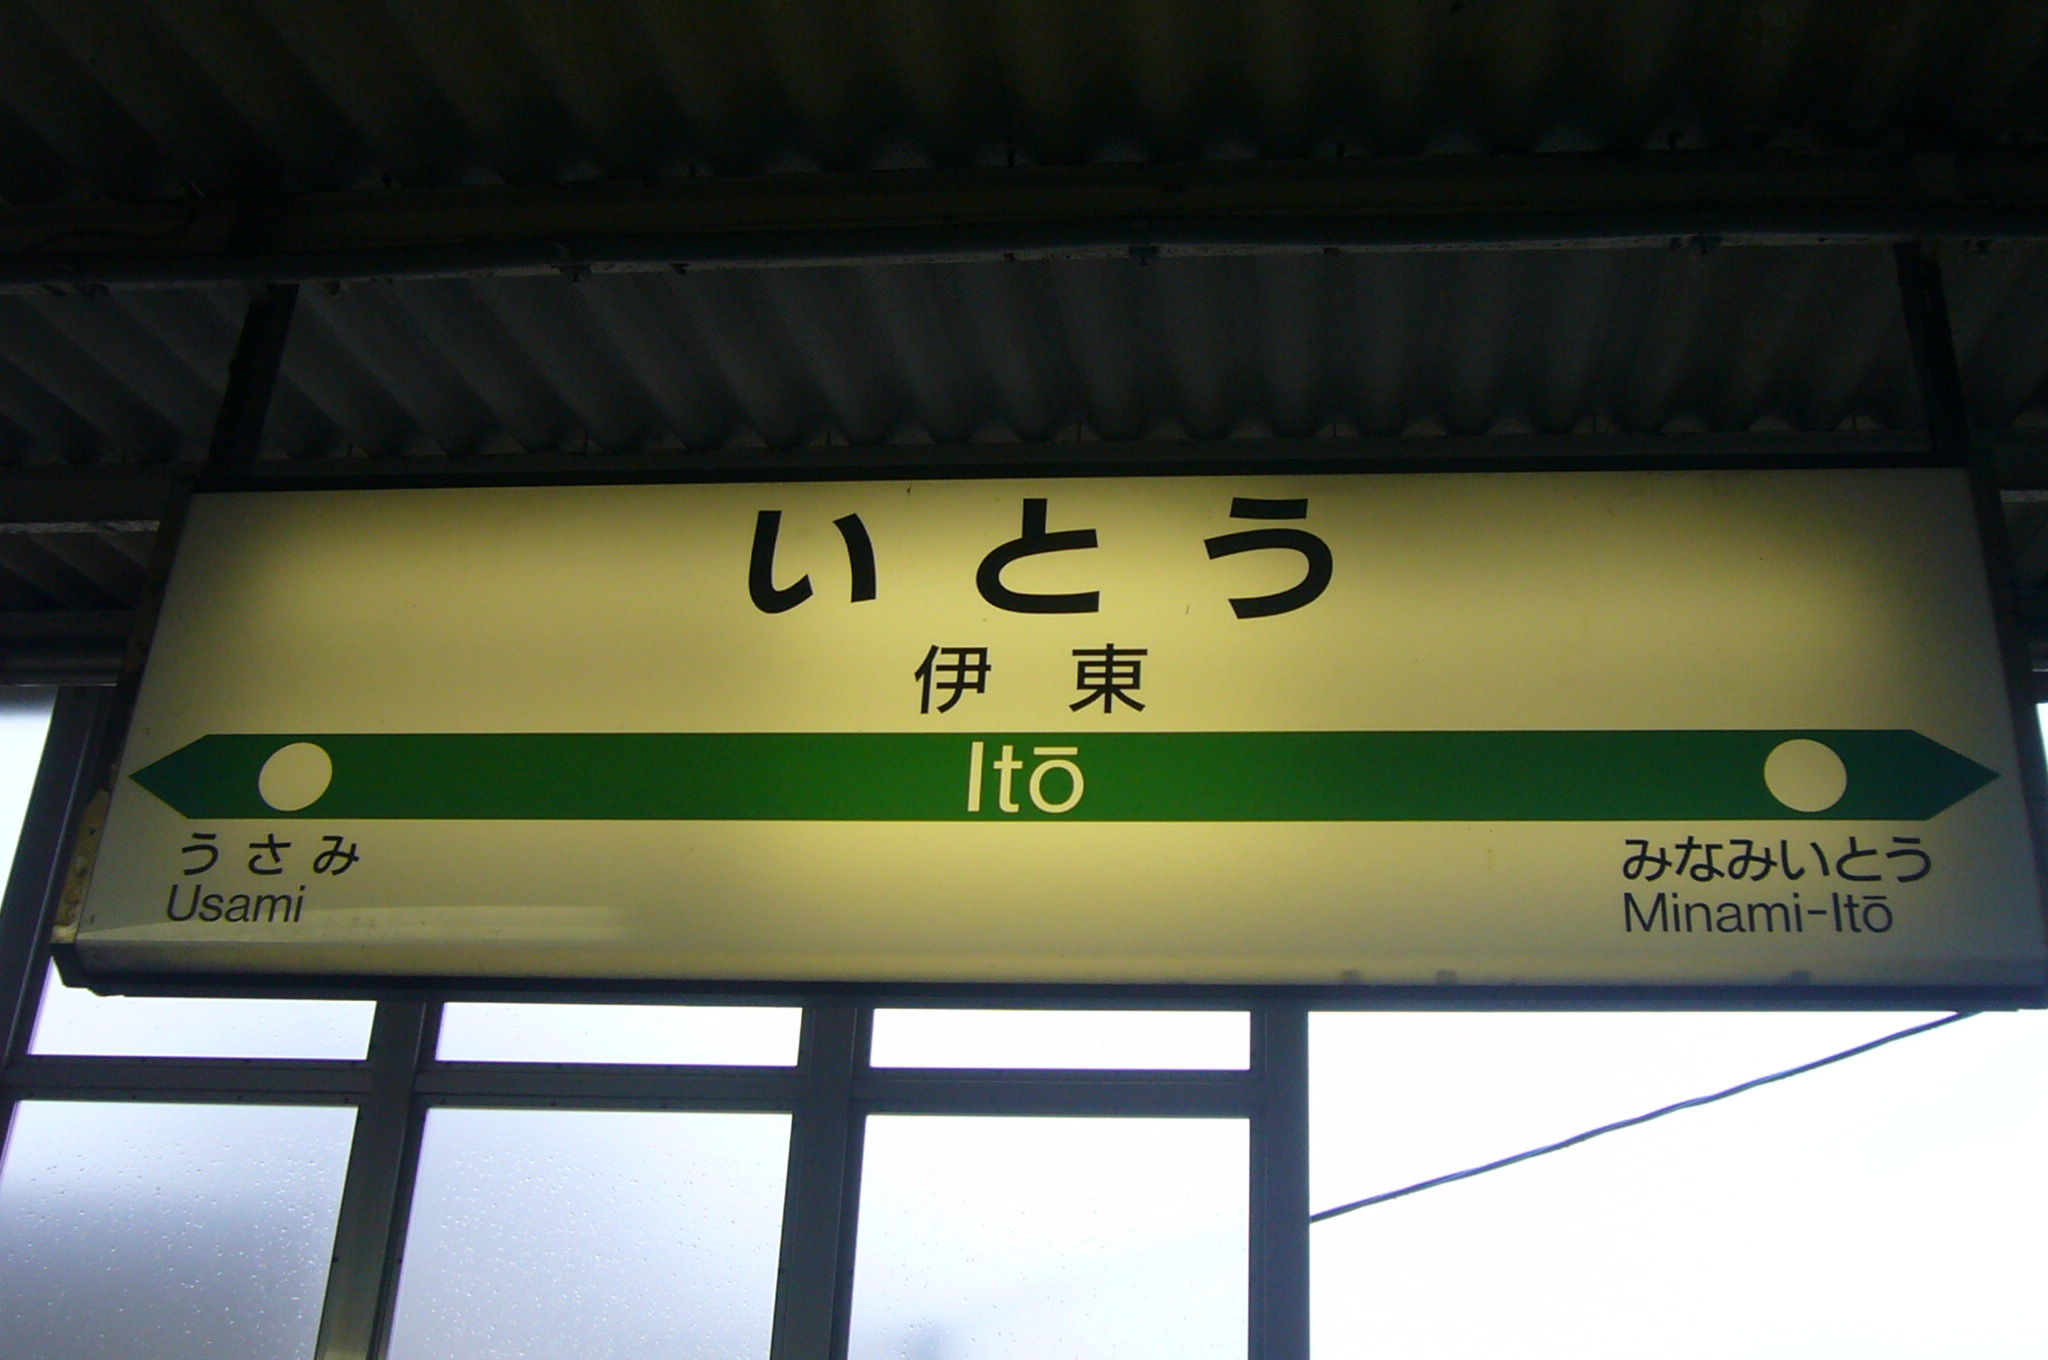 いとう
伊東
Itō
うさみ
Usami
みなみいとう
Minami-Itō